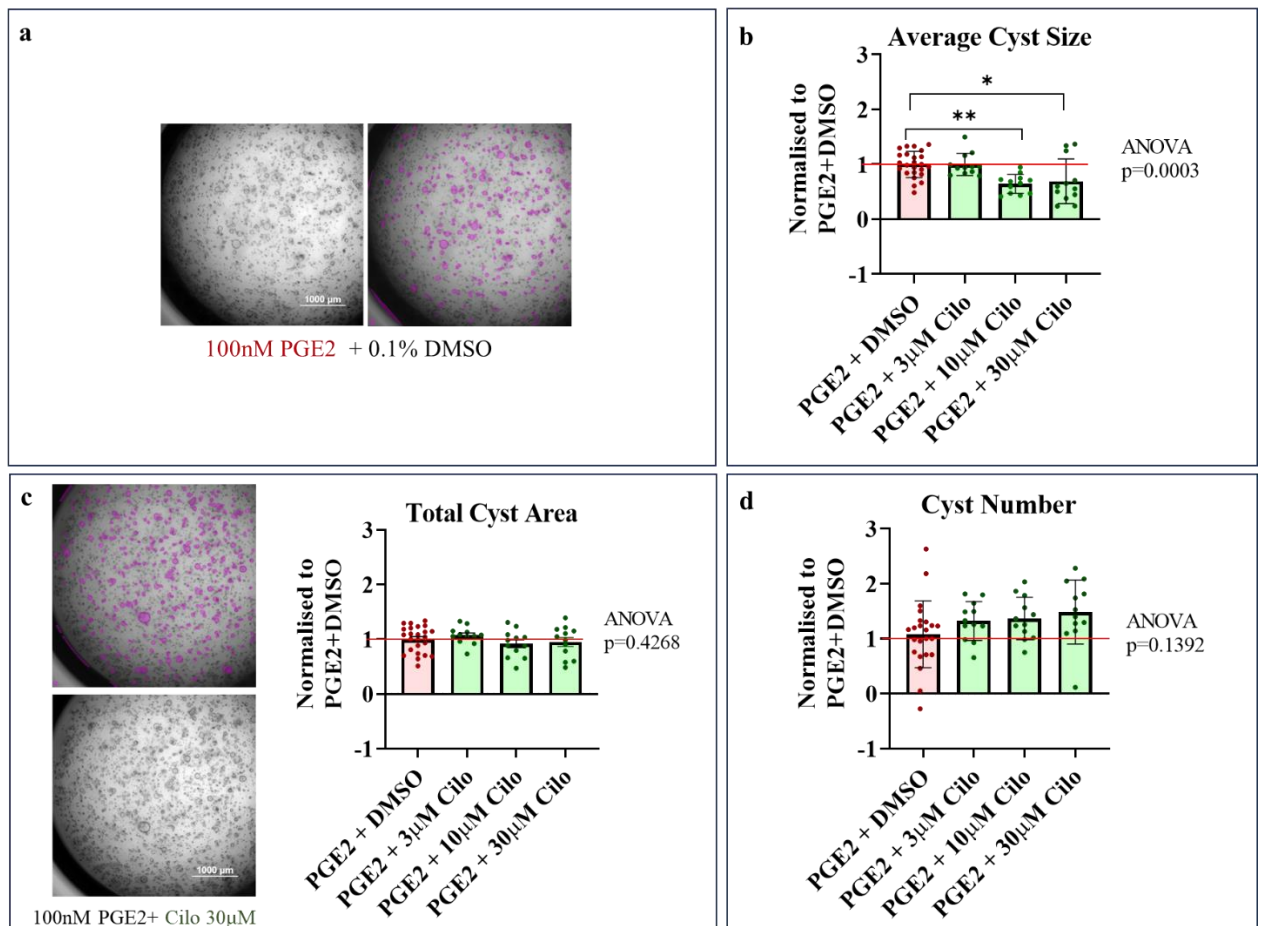 a
1000 µm
100nM PGE2 + 0.1% DMSO
b
Average Cyst Size
Normalised to
PGE2+DMSO
3
2
1
0
-1
*
**
ANOVA
p=0.0003
PGE2 + DMSO
PGE2 + 3µM Cilo
PGE2 + 10µM Cilo
PGE2 + 30µM Cilo
c
1000 µm
100nM PGE2+ Cilo 30µM
Total Cyst Area
Normalised to
PGE2+DMSO
3
2
1
0
-1
ANOVA
p=0.4268
PGE2 + DMSO
PGE2 + 3µM Cilo
PGE2 + 10µM Cilo
PGE2 + 30µM Cilo
d
Cyst Number
Normalised to
PGE2+DMSO
3
2
1
0
-1
ANOVA
p=0.1392
PGE2 + DMSO
PGE2 + 3µM Cilo
PGE2 + 10µM Cilo
PGE2 + 30µM Cilo